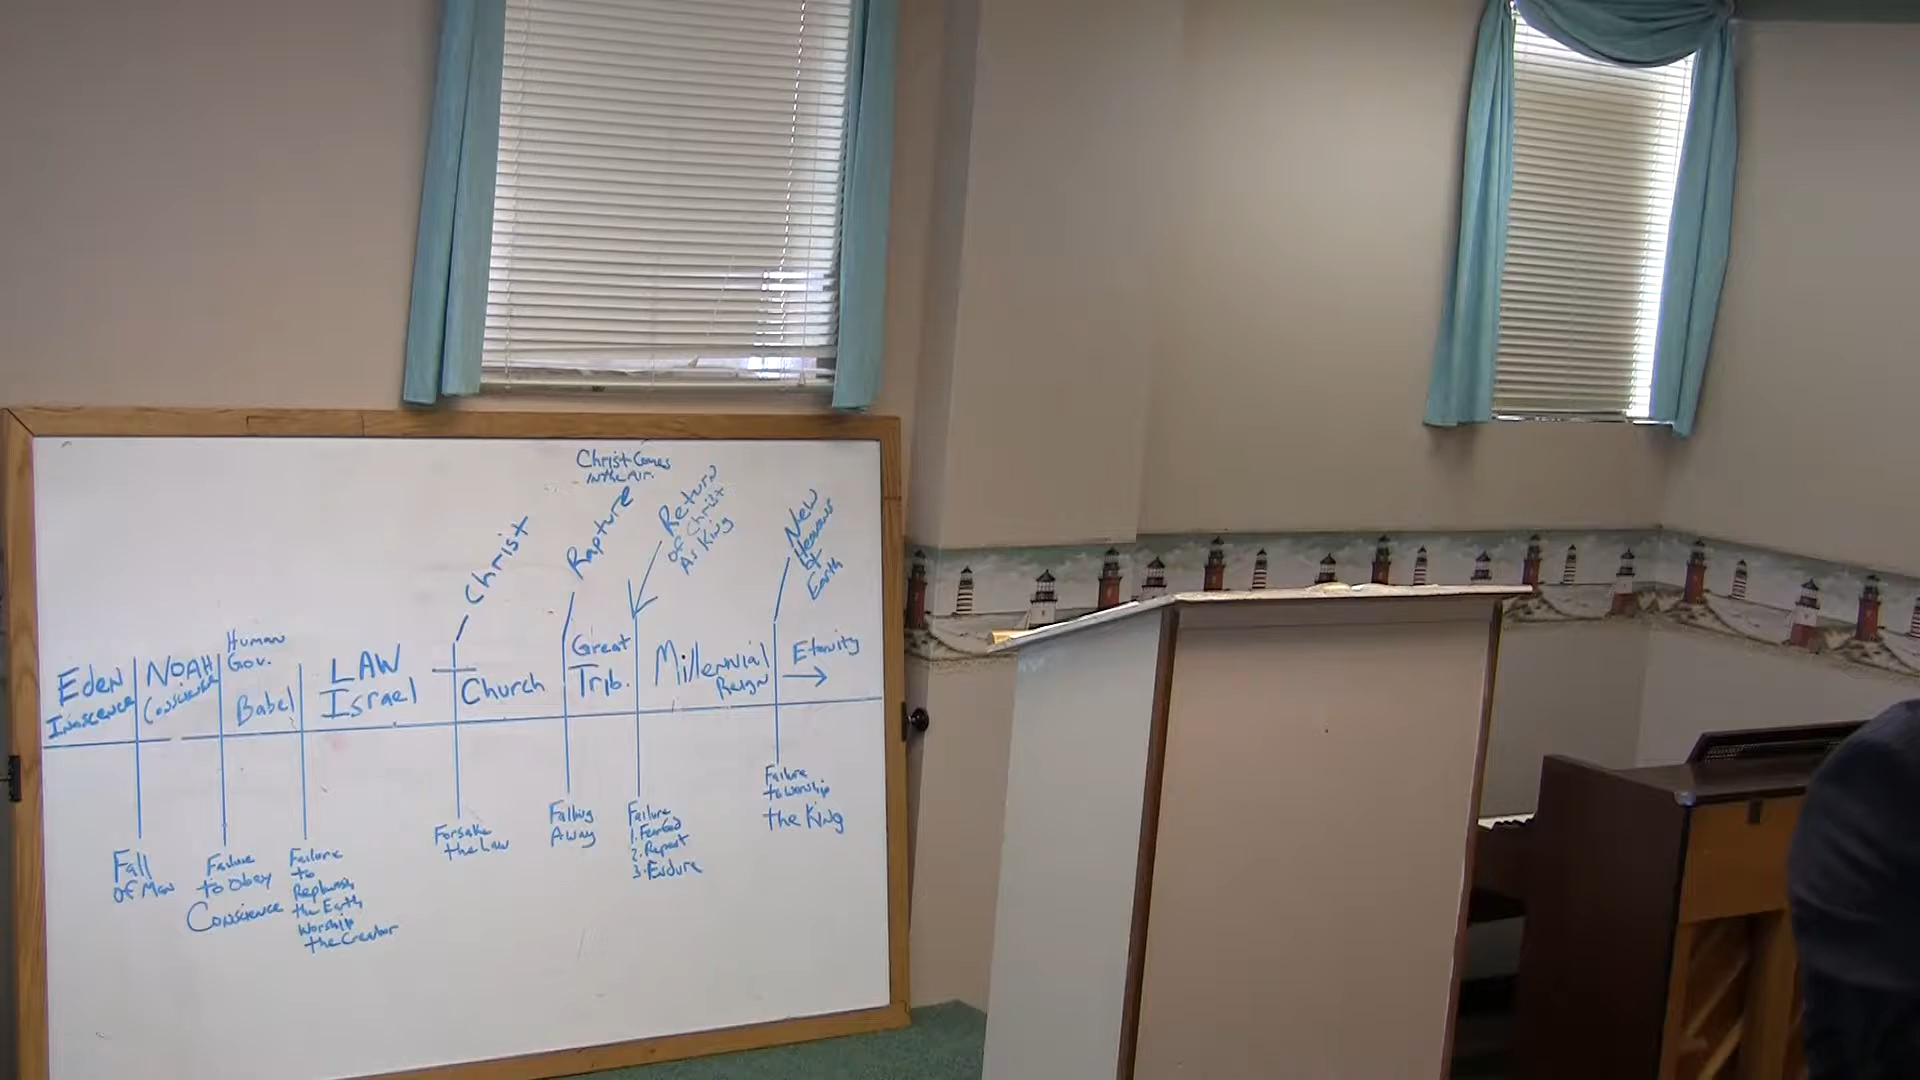 Christ Comes
in the Air.
Rapture
Return
of Christ
As King
New
Heavens
Earth
Christ
Eden
Inoscence
NOAH
Conscience
Human
Gov.
Babel
LAW
Israel
Church
Great
Trib.
Millennial
Reign
Eternity
Fall
of Man
Failure
to Obey
Conscience
Failure
to
Replenish
the Earth
Worship
the Creator
Forsake
the Law
Falling
Away
Failure
1.
2. Repent
3. Endure
Failure
to Worship
the King